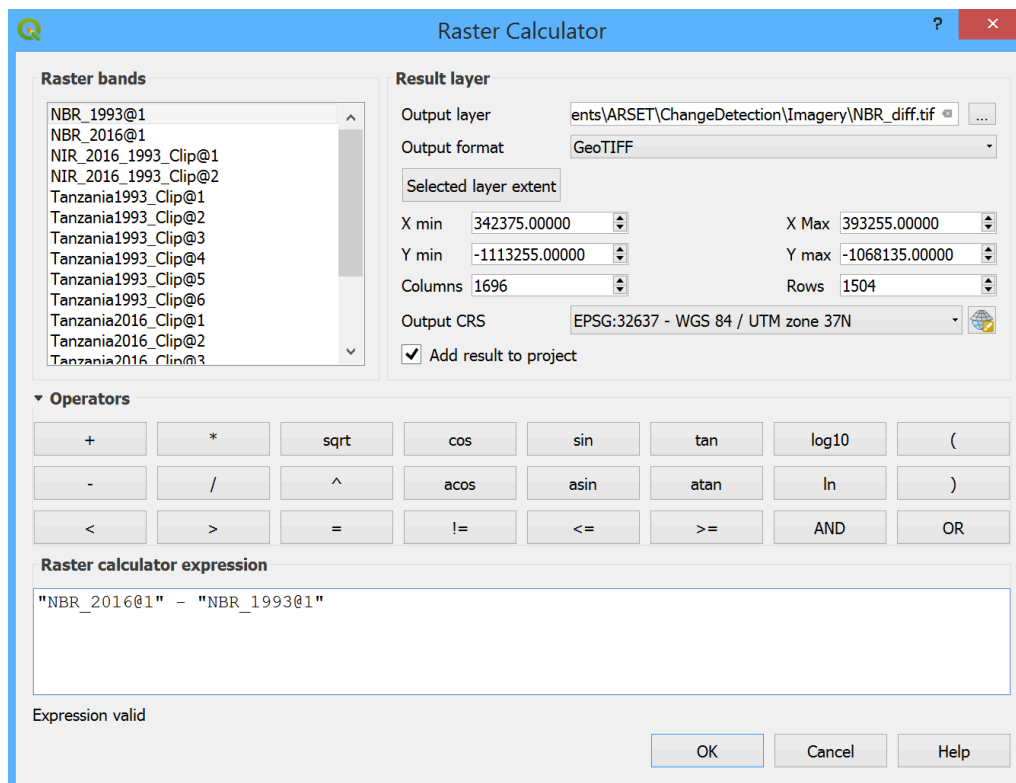 Raster Calculator
?
×
Raster bands
NBR_1993@1
NBR_2016@1
NIR_2016_1993_Clip@1
NIR_2016_1993_Clip@2
Tanzania1993_Clip@1
Tanzania1993_Clip@2
Tanzania1993_Clip@3
Tanzania1993_Clip@4
Tanzania1993_Clip@5
Tanzania1993_Clip@6
Tanzania2016_Clip@1
Tanzania2016_Clip@2
Tanzania2016_Clip@3
Result layer
Output layer ents\ARSET\ChangeDetection\Imagery\NBR_diff.tif ...
Output format GeoTIFF
Selected layer extent
X min 342375.00000 X Max 393255.00000
Y min -1113255.00000 Y max -1068135.00000
Columns 1696 Rows 1504
Output CRS EPSG:32637 - WGS 84 / UTM zone 37N
Add result to project
Operators
+ * sqrt cos sin tan log10 (
- / ^ acos asin atan ln )
< > = != <= >= AND OR
Raster calculator expression
"NBR_2016@1" - "NBR_1993@1"
Expression valid
OK Cancel Help